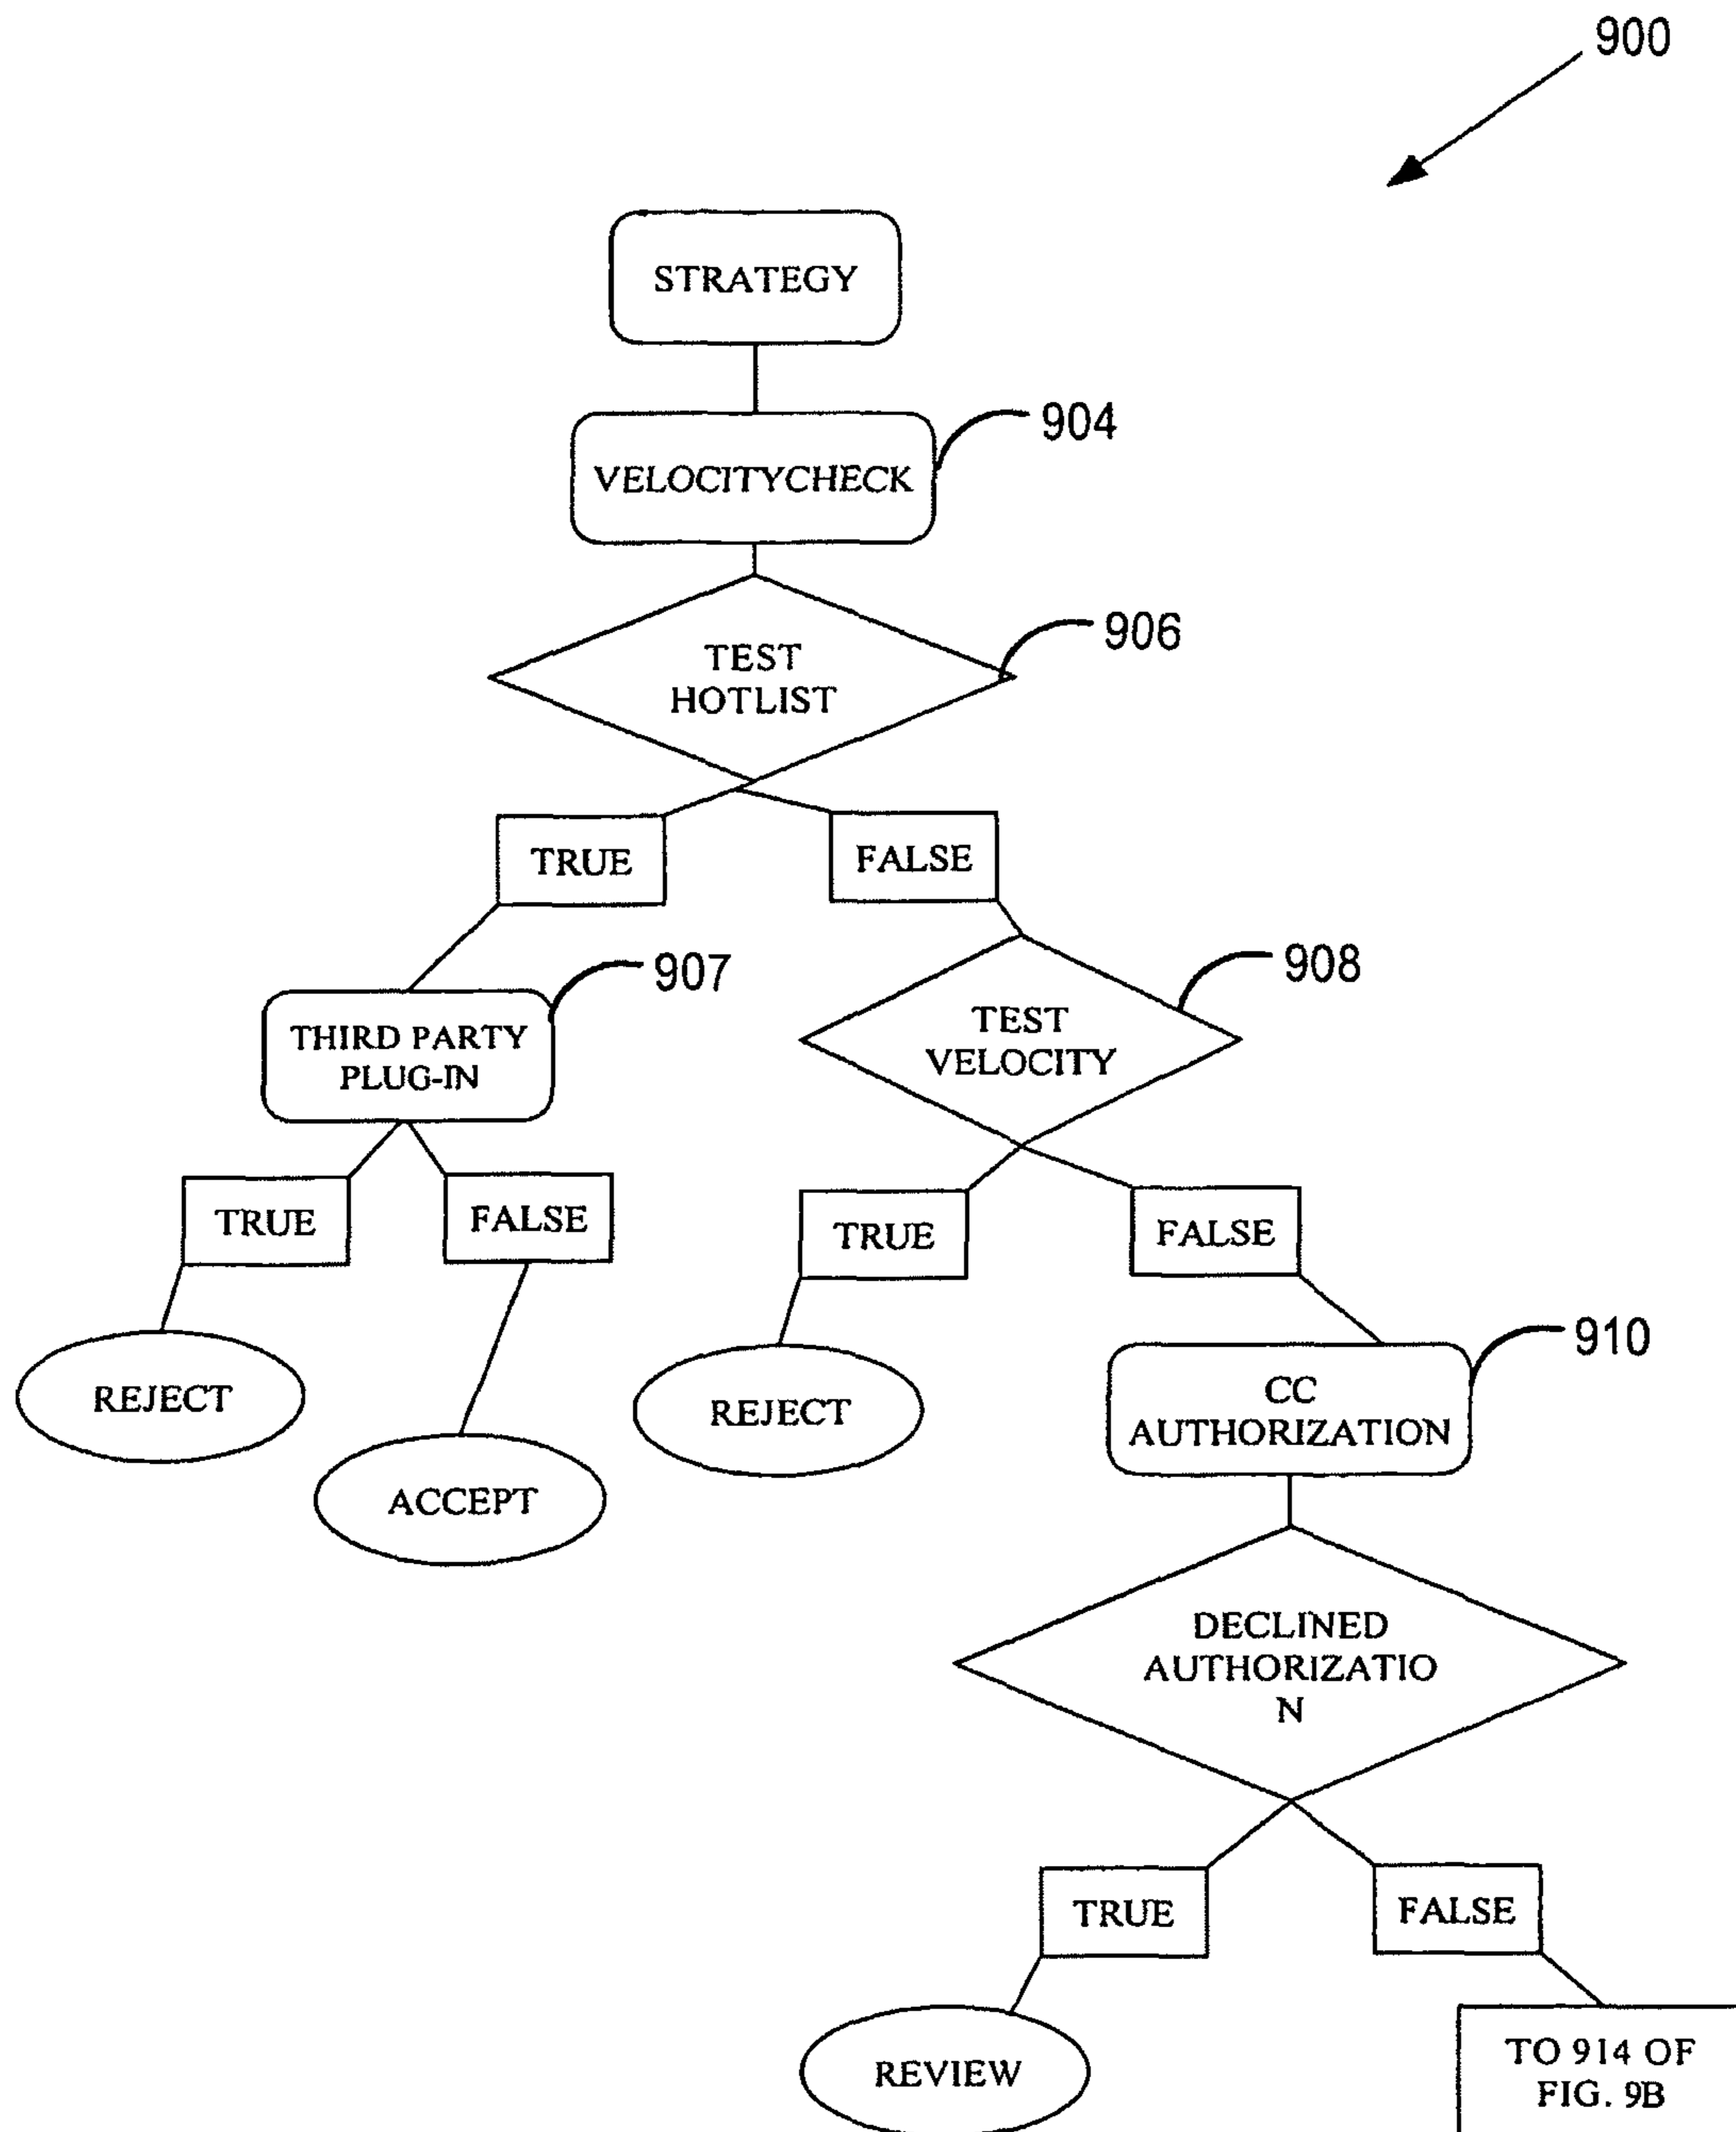 900
STRATEGY
904
VELOCITYCHECK
906
TEST
HOTLIST
TRUE
FALSE
907
THIRD PARTY
PLUG-IN
908
TEST
VELOCITY
TRUE
FALSE
TRUE
FALSE
REJECT
ACCEPT
REJECT
910
CC
AUTHORIZATION
DECLINED
AUTHORIZATIO
N
TRUE
FALSE
REVIEW
TO 914 OF
FIG. 9B